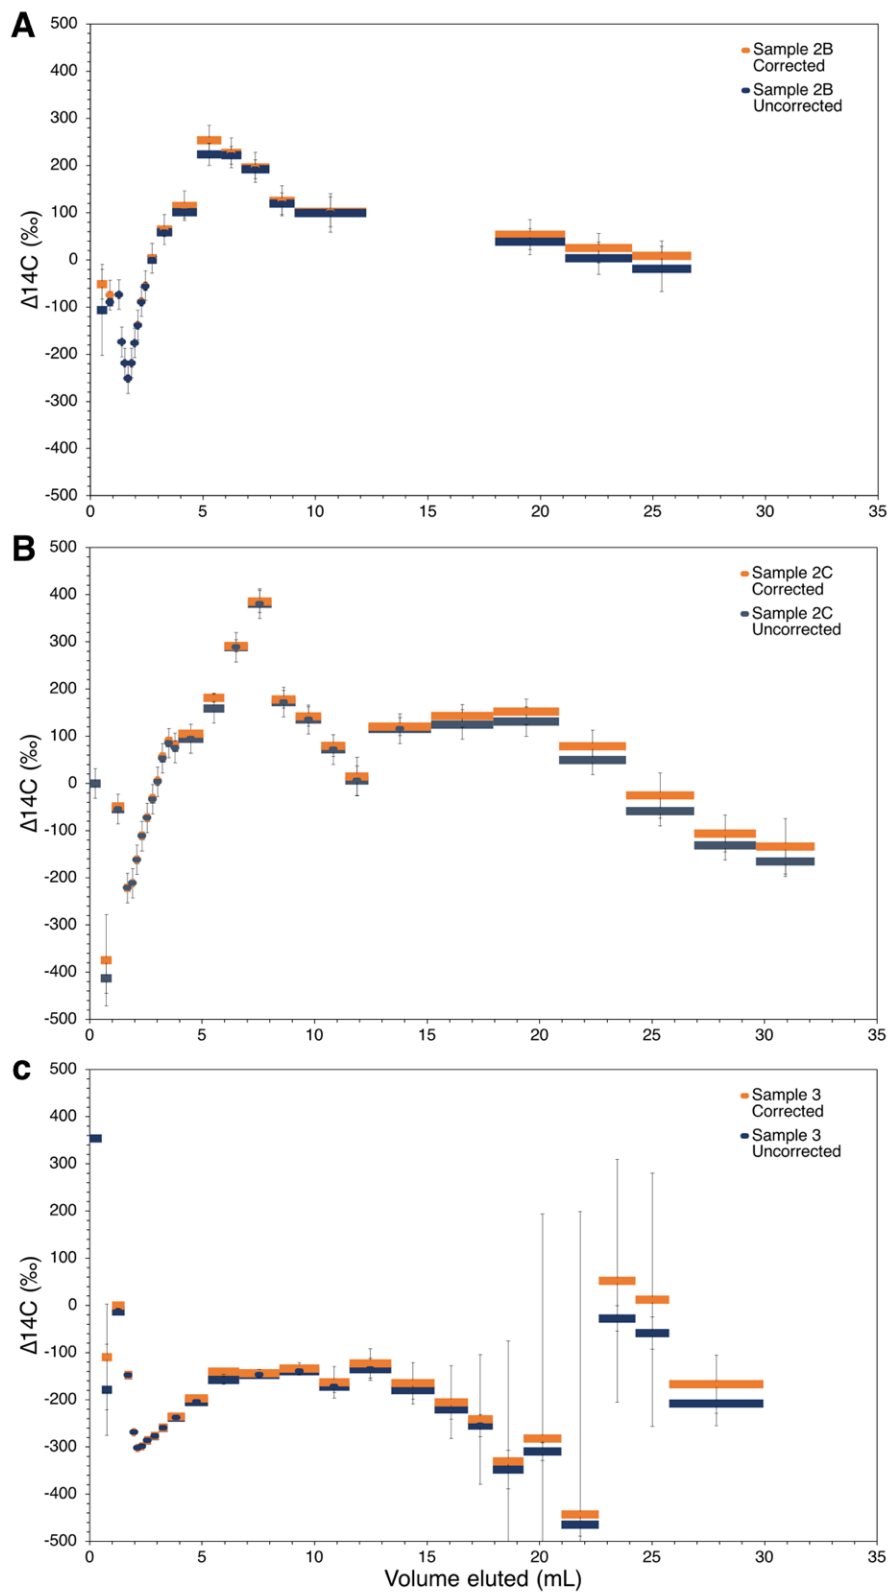 A
500
400
300
200
100
0
-100
-200
-300
-400
-500
Δ14C (‰)
Sample 2B
Corrected
Sample 2B
Uncorrected
0 5 10 15 20 25 30 35
B
500
400
300
200
100
0
-100
-200
-300
-400
-500
Δ14C (‰)
Sample 2C
Corrected
Sample 2C
Uncorrected
0 5 10 15 20 25 30 35
C
500
400
300
200
100
0
-100
-200
-300
-400
-500
Δ14C (‰)
Sample 3
Corrected
Sample 3
Uncorrected
0 5 10 15 20 25 30 35
Volume eluted (mL)